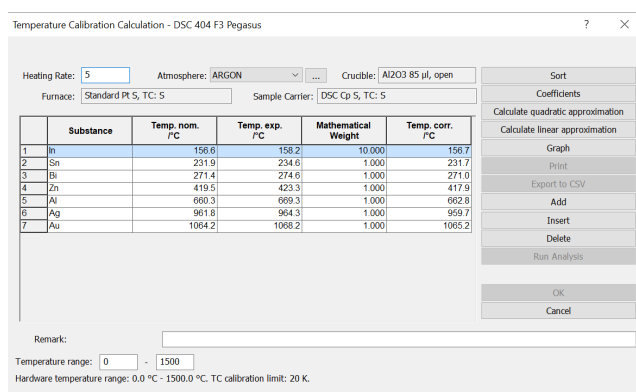 Temperature Calibration Calculation - DSC 404 F3 Pegasus ? ×
Heating Rate: 5 Atmosphere: ARGON ... Crucible: Al2O3 85 µl, open
Furnace: Standard Pt S, TC: S Sample Carrier: DSC Cp S, TC: S
Sort
Coefficients
Calculate quadratic approximation
Calculate linear approximation
Graph
Print
Export to CSV
Add
Insert
Delete
Run Analysis
OK
Cancel
Substance Temp. nom. /°C Temp. exp. /°C Mathematical Weight Temp. corr. /°C
1 In 156.6 158.2 10.000 156.7
2 Sn 231.9 234.6 1.000 231.7
3 Bi 271.4 274.6 1.000 271.0
4 Zn 419.5 423.3 1.000 417.9
5 Al 660.3 669.3 1.000 662.8
6 Ag 961.8 964.3 1.000 959.7
7 Au 1064.2 1068.2 1.000 1065.2
Remark:
Temperature range: 0 - 1500
Hardware temperature range: 0.0 °C - 1500.0 °C. TC calibration limit: 20 K.